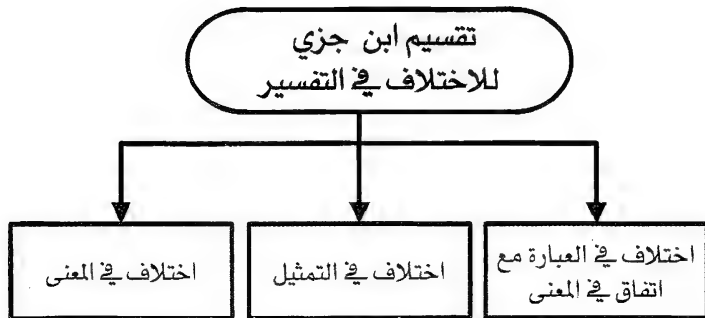 تقسيم ابن جزي
للاختلاف في التفسير
اختلاف في العبارة مع
اتفاق في المعنى
اختلاف في التمثيل
اختلاف في المعنى